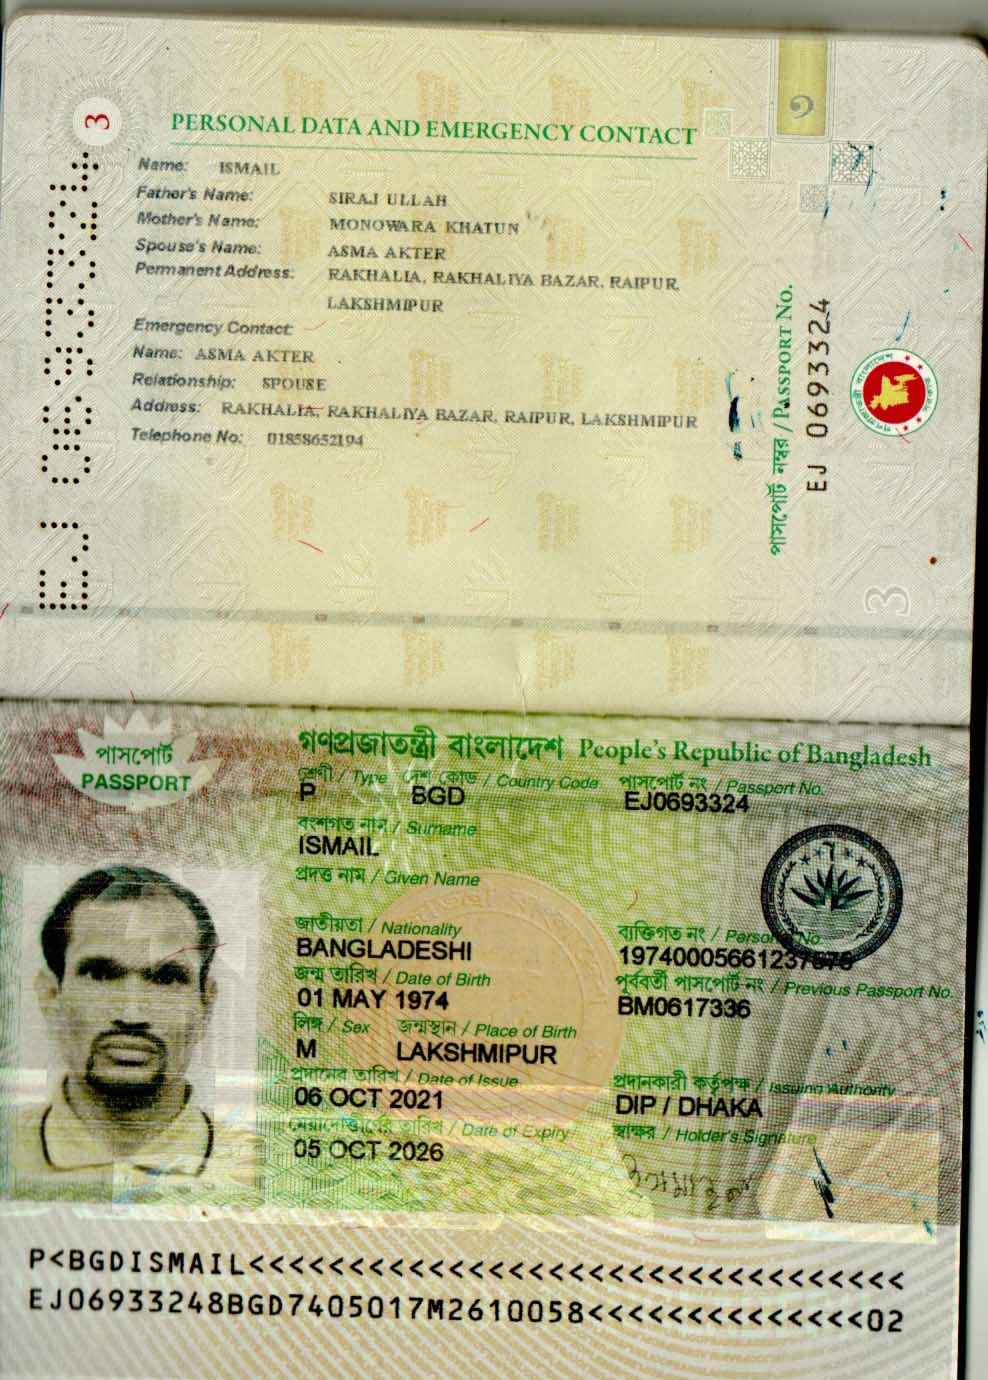 3
PERSONAL DATA AND EMERGENCY CONTACT
Name: ISMAIL
Father's Name: SIRAJ ULLAH
Mother's Name: MONOWARA KHATUN
Spouse's Name: ASMA AKTER
Permanent Address: RAKHALIA, RAKHALIYA BAZAR, RAIPUR,
LAKSHMIPUR
Emergency Contact:
Name: ASMA AKTER
Relationship: SPOUSE
Address: RAKHALIA, RAKHALIYA BAZAR, RAIPUR, LAKSHMIPUR
Telephone No: 01858652194
EJ 0693324
পাসপোর্ট নম্বর / PASSPORT No.
EJ 0693324
3
পাসপোর্ট
PASSPORT
গণপ্রজাতন্ত্রী বাংলাদেশ People's Republic of Bangladesh
শ্রেণী / Type দেশ কোড / Country Code পাসপোর্ট নং / Passport No.
P BGD EJ0693324
বংশগত নাম / Surname
ISMAIL
প্রদত্ত নাম / Given Name
জাতীয়তা / Nationality ব্যক্তিগত নং / Personal No.
BANGLADESHI
জন্ম তারিখ / Date of Birth পূর্ববর্তী পাসপোর্ট নং / Previous Passport No.
01 MAY 1974 BM0617336
লিঙ্গ / Sex জন্মস্থান / Place of Birth
M LAKSHMIPUR
প্রদানের তারিখ / Date of Issue প্রদানকারী কর্তৃপক্ষ / Issuing Authority
06 OCT 2021 DIP / DHAKA
মেয়াদোত্তীর্ণের তারিখ / Date of Expiry স্বাক্ষর / Holder's Signature
05 OCT 2026
P<BGDISMAIL<<<<<<<<<<<<<<<<<<<<<<<<<<<<<<<<<
EJ06933248BGD7405017M2610058<<<<<<<<<<<<<<02